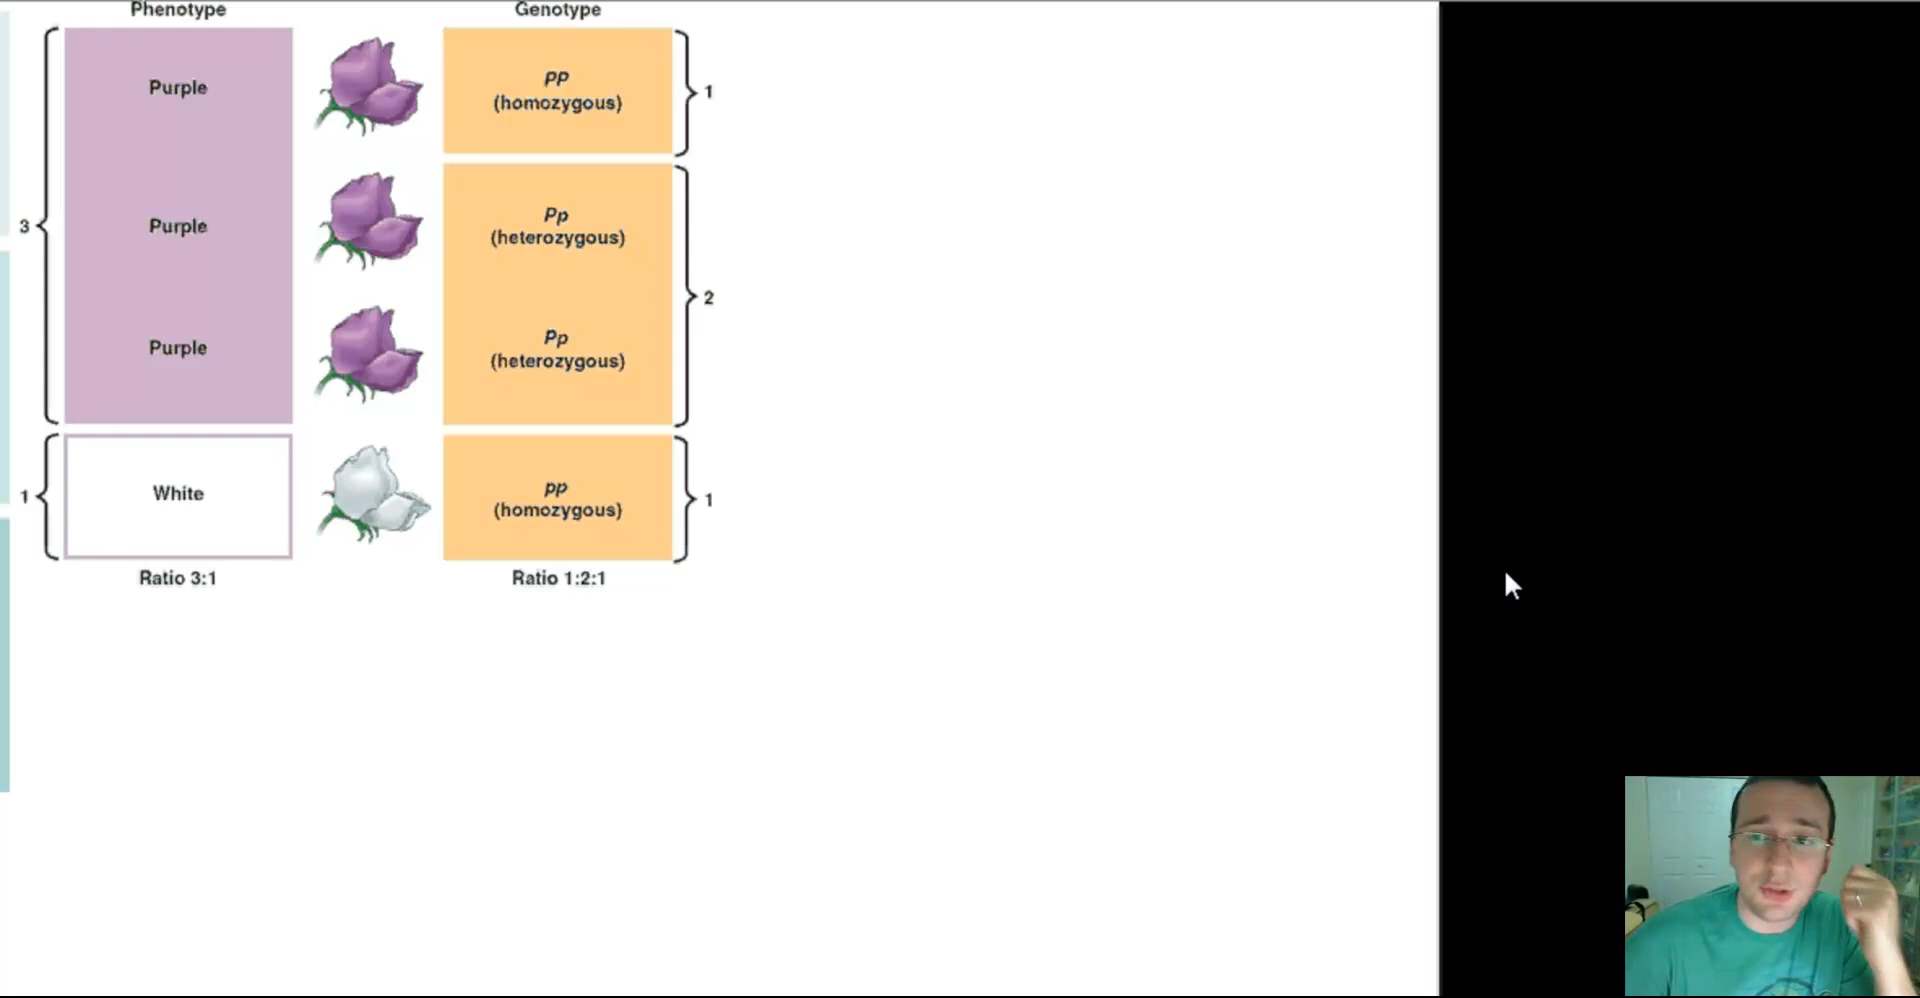 Phenotype
Genotype
Purple
PP
(homozygous)
1
3
Purple
Pp
(heterozygous)
2
Purple
Pp
(heterozygous)
1
White
pp
(homozygous)
1
Ratio 3:1
Ratio 1:2:1